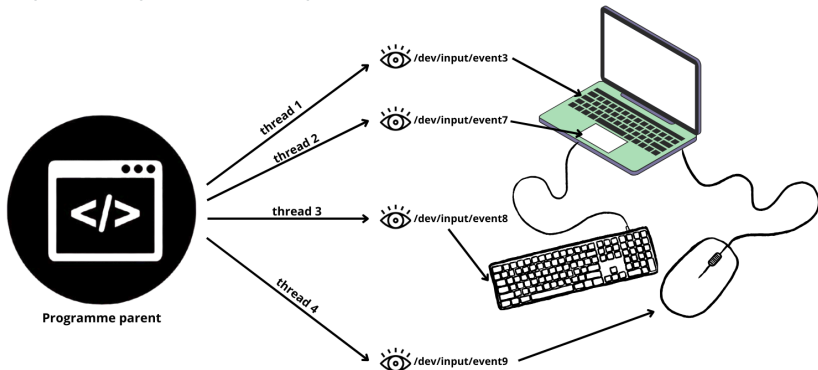 /dev/input/event3
thread 1
/dev/input/event7
thread 2
thread 3
/dev/input/event8
</>
thread 4
Programme parent
/dev/input/event9